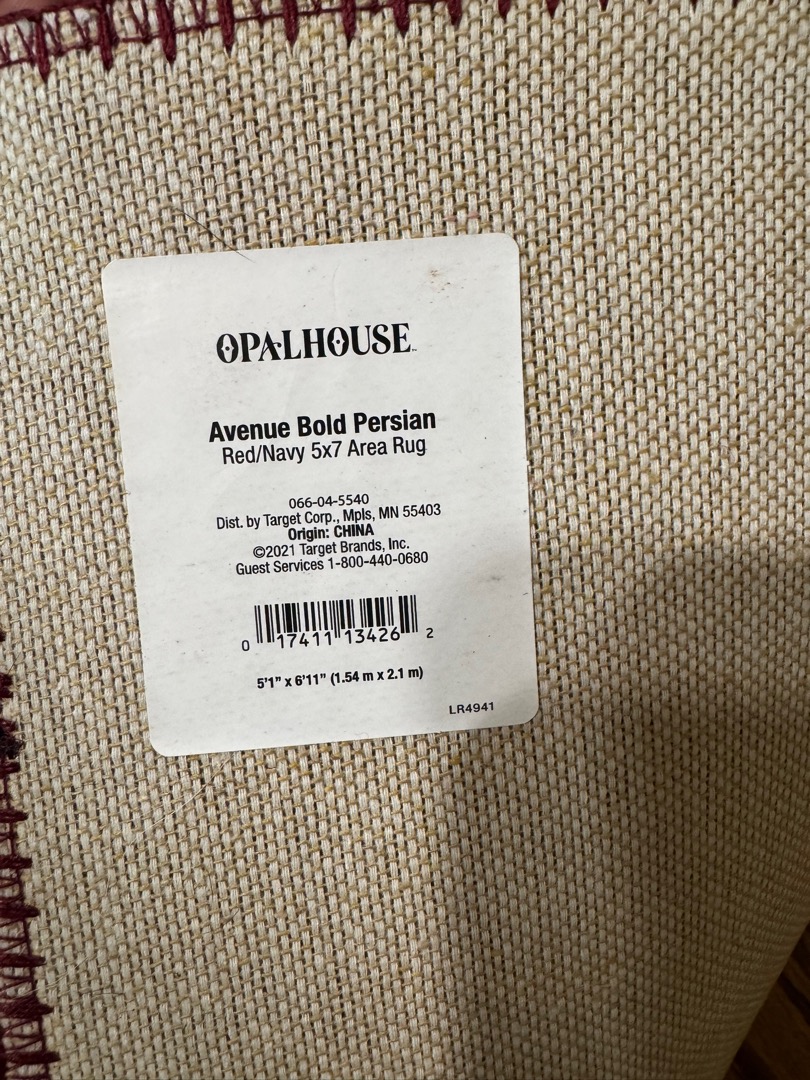 OPALHOUSE™
Avenue Bold Persian
Red/Navy 5x7 Area Rug
066-04-5540
Dist. by Target Corp., Mpls, MN 55403
Origin: CHINA
©2021 Target Brands, Inc.
Guest Services 1-800-440-0680
0 17411 13426 2
5'1" x 6'11" (1.54 m x 2.1 m)
LR4941